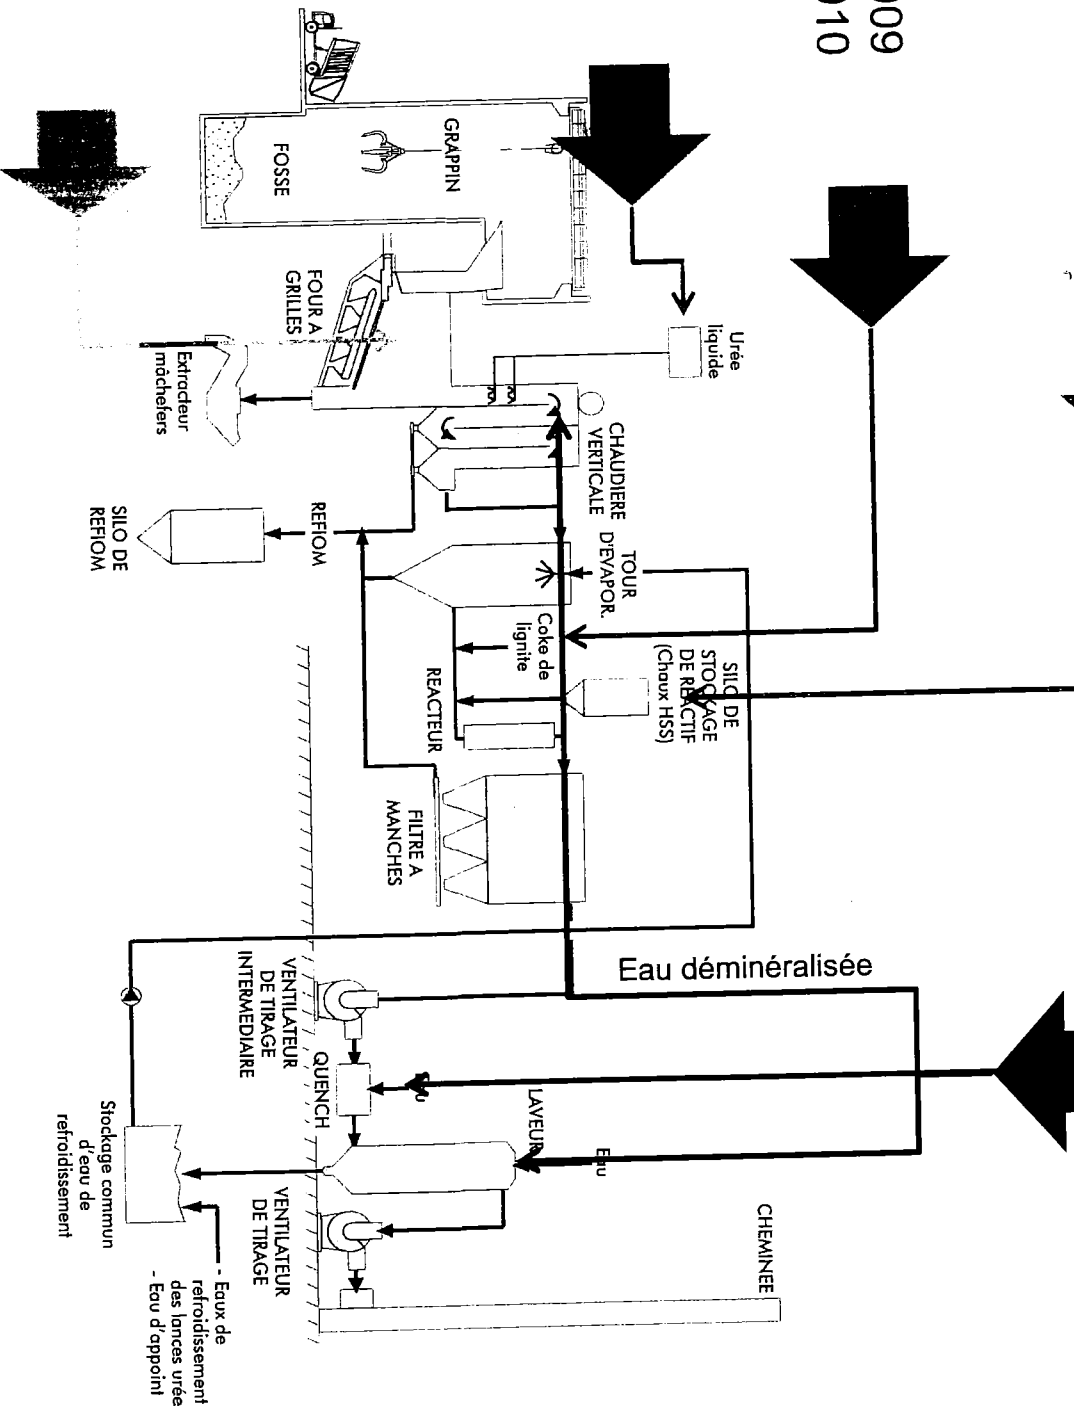 009
010
GRAPPIN
FOSSE
FOUR A
GRILLES
Extracteur
mâchefers
Urée
liquide
CHAUDIERE
VERTICALE
SILO DE
REFIOM
REFIOM
TOUR
D'EVAPOR.
Coke de
lignite
REACTEUR
SILO DE
STOCKAGE
DE REACTIF
(Chaux HSS)
FILTRE A
MANCHES
Eau déminéralisée
VENTILATEUR
DE TIRAGE
INTERMEDIAIRE
QUENCH
LAVEUR
Eau
VENTILATEUR
DE TIRAGE
CHEMINEE
Stockage commun
d'eau de
refroidissement
- Eaux de
refroidissement
des lances urée
- Eau d'appoint